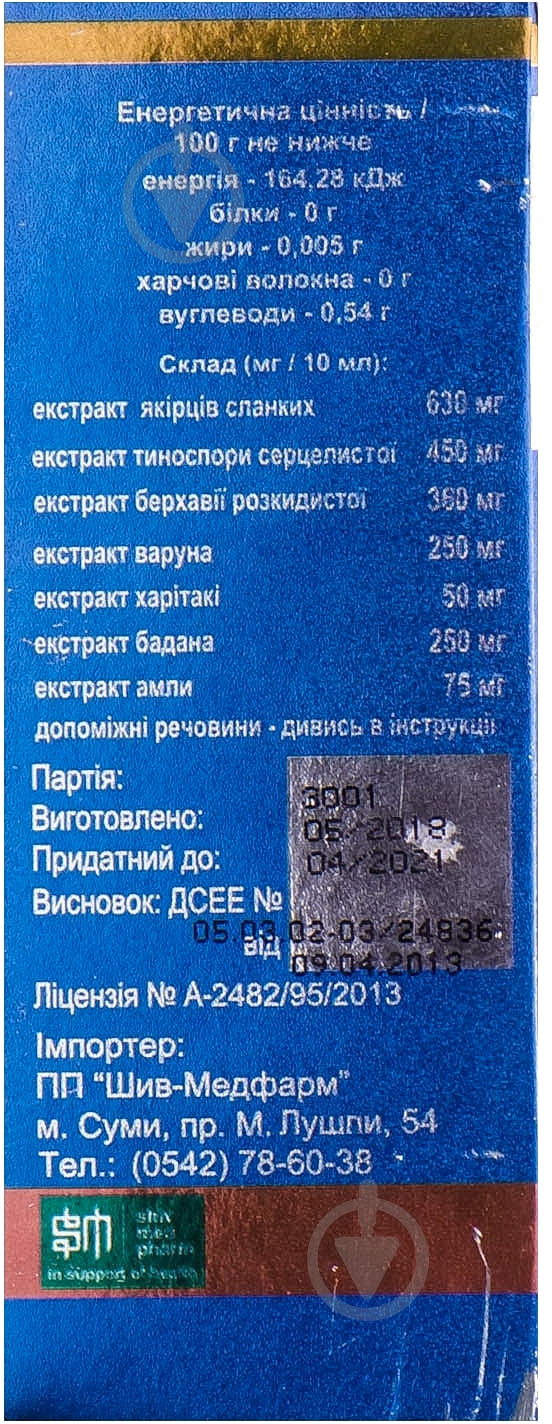 Енергетична цінність /
100 г не нижче
енергія - 164,28 кДж
білки - 0 г
жири - 0,005 г
харчові волокна - 0 г
вуглеводи - 0,54 г
Склад (мг / 10 мл):
екстракт якірців сланких 630 мг
екстракт тиноспори серцелистої 450 мг
екстракт берхавії розкидистої 360 мг
екстракт варуна 250 мг
екстракт харітакі 50 мг
екстракт бадана 250 мг
екстракт амли 75 мг
допоміжні речовини - дивись в інструкції
Партія: 3001
Виготовлено: 05/2018
Придатний до: 04/2021
Висновок: ДСЕЕ №
05.03.02-03/24836
від 09.04.2013
Ліцензія № А-2482/95/2013
Імпортер:
ПП “Шив-Медфарм”
м. Суми, пр. М. Лушпи, 54
Тел.: (0542) 78-60-38
shiv
med
pharm
in support of health